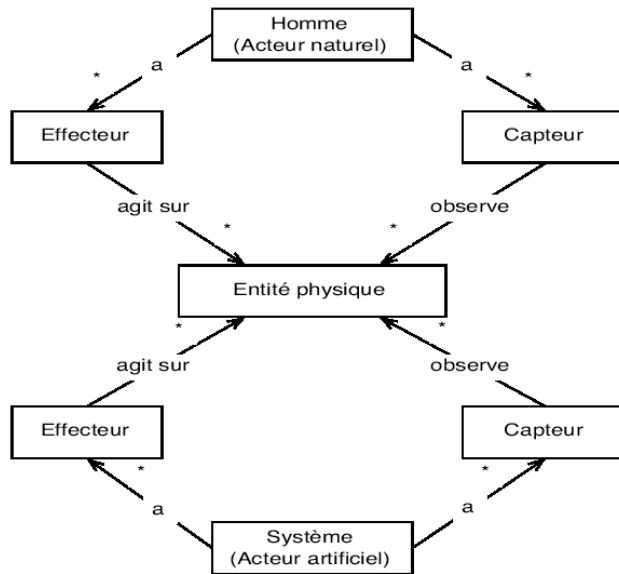 Homme
(Acteur naturel)
a
a
*
*
Effecteur
Capteur
agit sur
*
*
observe
Entité physique
*
*
agit sur
observe
Effecteur
Capteur
*
*
a
a
Système
(Acteur artificiel)